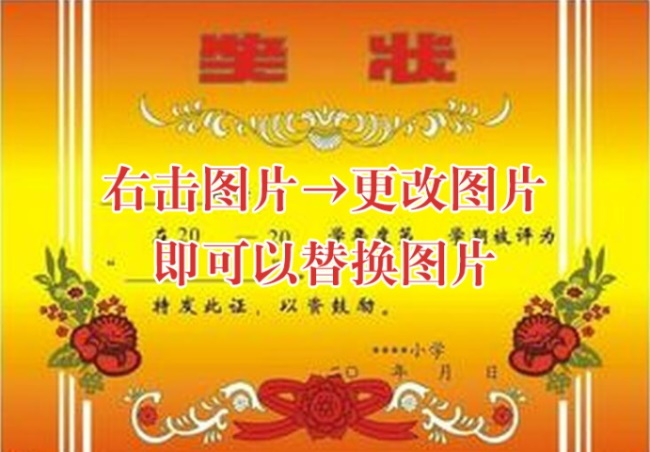 奖 状
右击图片→更改图片
在20 —20 学年度第 学期被评为
即可以替换图片
“
特发此证，以资鼓励。
****小学
二〇 年 月 日